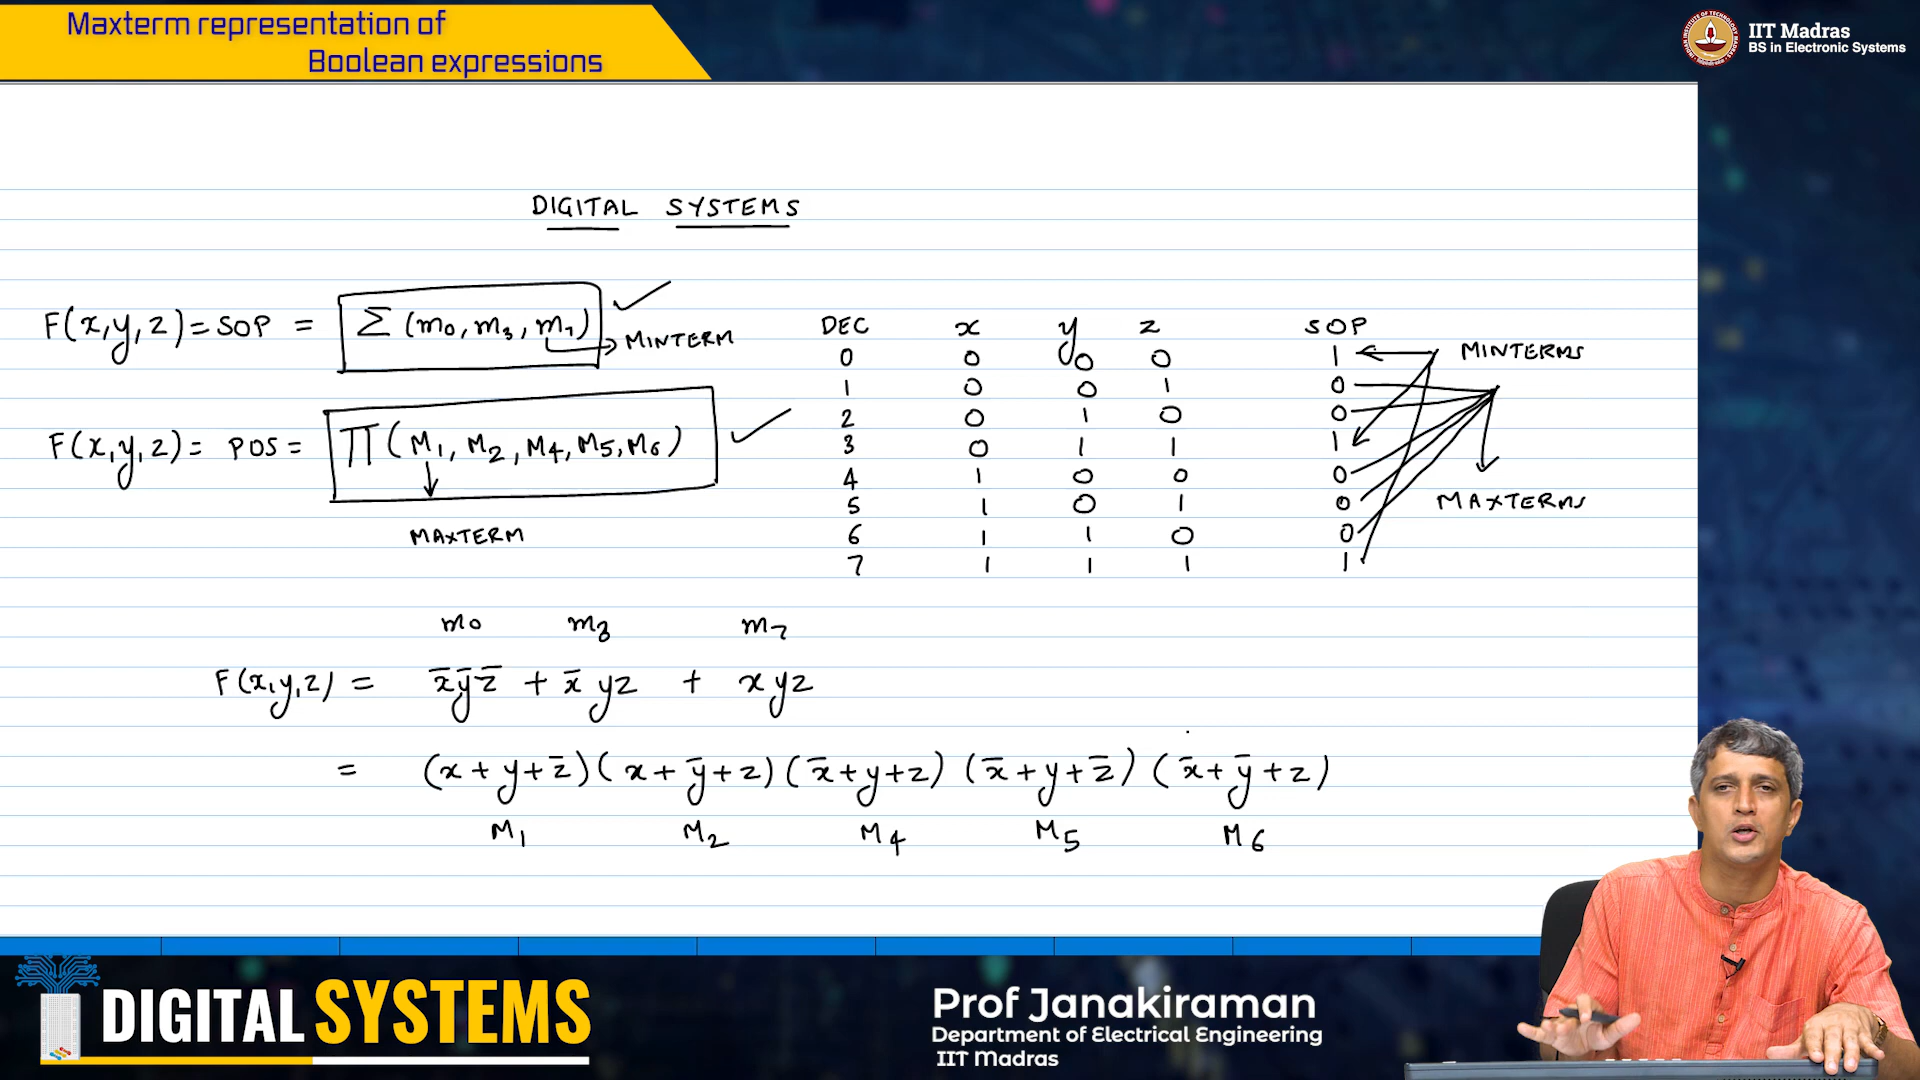 Maxterm representation of
Boolean expressions
IIT Madras
BS in Electronic Systems
DIGITAL SYSTEMS
F(x,y,z) = SOP = Σ (m0, m3, m7) → MINTERM
F(x,y,z) = POS = Π (M1, M2, M4, M5, M6)
MAXTERM
DEC x y z SOP
0 0 0 0 1 MINTERMS
1 0 0 1 0
2 0 1 0 0
3 0 1 1 1
4 1 0 0 0
5 1 0 1 0 MAXTERMS
6 1 1 0 0
7 1 1 1 1
m0 m3 m7
F(x,y,z) = x̄ȳz̄ + x̄yz + xyz
= (x+y+z̄)(x+ȳ+z)(x̄+y+z)(x̄+y+z̄)(x̄+ȳ+z)
M1 M2 M4 M5 M6
DIGITAL SYSTEMS
Prof Janakiraman
Department of Electrical Engineering
IIT Madras